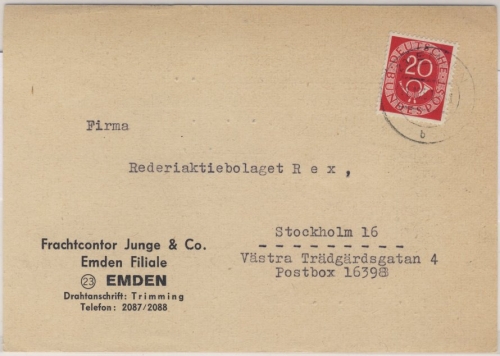 DEUTSCHE BUNDESPOST
20
b
Firma
Rederiaktiebolaget R e x ,
Stockholm 16
Västra Trädgårdsgatan 4
Postbox 16398
Frachtcontor Junge & Co.
Emden Filiale
23 EMDEN
Drahtanschrift: Trimming
Telefon: 2087/2088